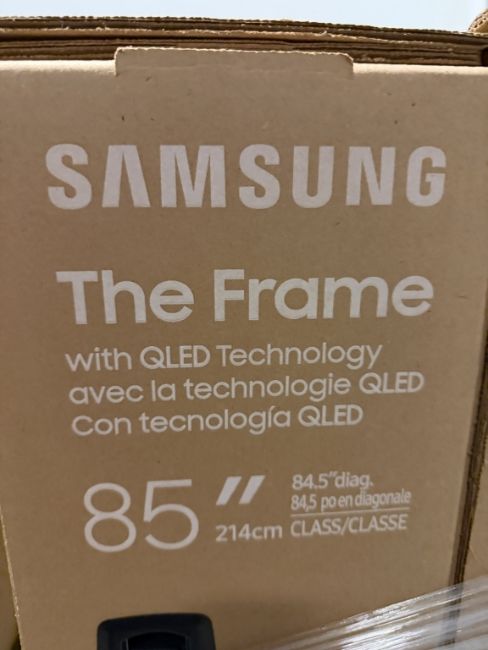 SAMSUNG
The Frame
with QLED Technology
avec la technologie QLED
Con tecnología QLED
85" 84.5"diag.
84,5 po en diagonale
214cm CLASS/CLASSE